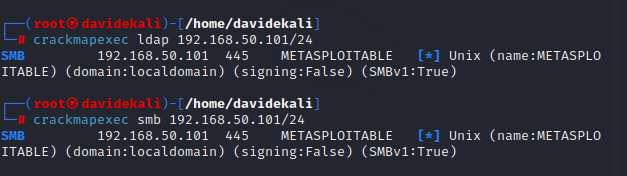 ┌──(root㉿davidekali)-[/home/davidekali]
└─# crackmapexec ldap 192.168.50.101/24
SMB 192.168.50.101 445 METASPLOITABLE [*] Unix (name:METASPLO
ITABLE) (domain:localdomain) (signing:False) (SMBv1:True)
┌──(root㉿davidekali)-[/home/davidekali]
└─# crackmapexec smb 192.168.50.101/24
SMB 192.168.50.101 445 METASPLOITABLE [*] Unix (name:METASPLO
ITABLE) (domain:localdomain) (signing:False) (SMBv1:True)